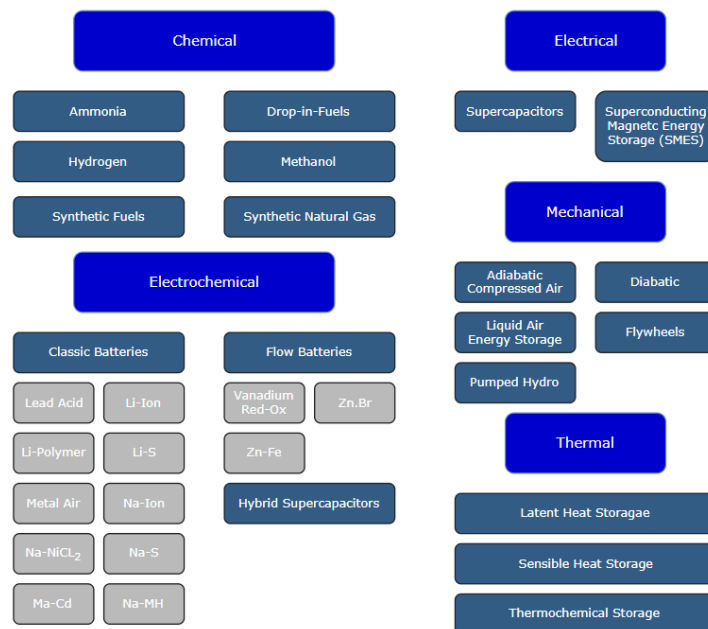 Chemical
Ammonia
Drop-in-Fuels
Hydrogen
Methanol
Synthetic Fuels
Synthetic Natural Gas
Electrochemical
Classic Batteries
Flow Batteries
Lead Acid
Li-Ion
Vanadium
Red-Ox
Zn.Br
Li-Polymer
Li-S
Zn-Fe
Metal Air
Na-Ion
Hybrid Supercapacitors
Na-NiCL₂
Na-S
Ma-Cd
Na-MH
Electrical
Supercapacitors
Superconducting
Magnetc Energy
Storage (SMES)
Mechanical
Adiabatic
Compressed Air
Diabatic
Liquid Air
Energy Storage
Flywheels
Pumped Hydro
Thermal
Latent Heat Storagae
Sensible Heat Storage
Thermochemical Storage